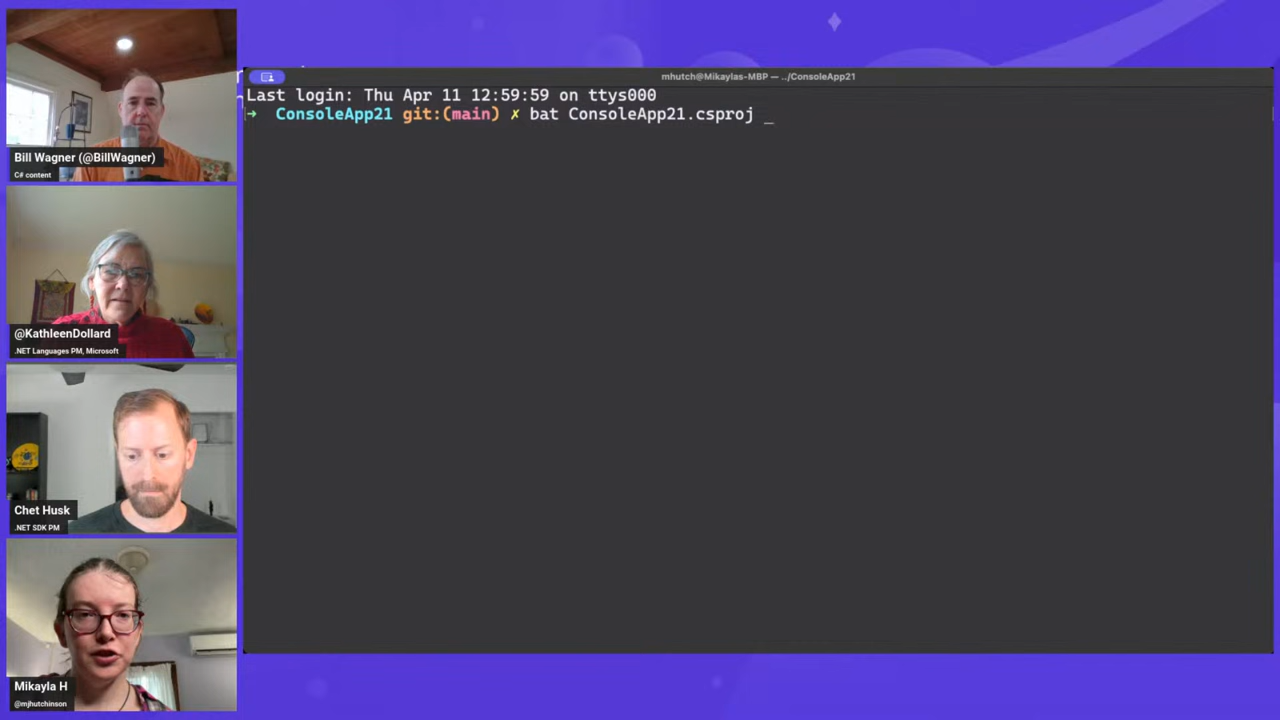 Bill Wagner (@BillWagner)
C# content
@KathleenDollard
.NET Languages PM, Microsoft
Chet Husk
.NET SDK PM
Mikayla H
@mjhutchinson
mhutch@Mikaylas-MBP — ../ConsoleApp21
Last login: Thu Apr 11 12:59:59 on ttys000
➜  ConsoleApp21 git:(main) ✗ bat ConsoleApp21.csproj _